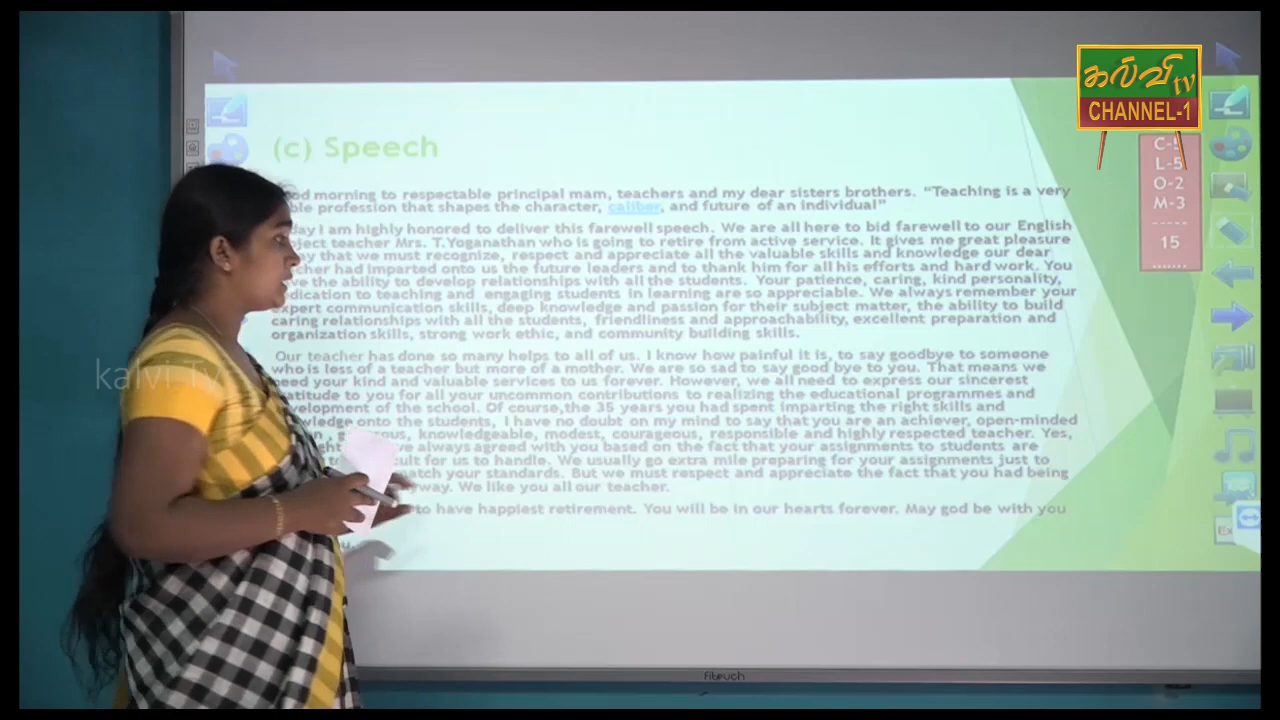 கல்வி tv
CHANNEL-1
(c) Speech
C-5
L-5
O-2
M-3
15
morning to respectable principal mam, teachers and my dear sisters brothers. “Teaching is a very
profession that shapes the character, caliber, and future of an individual”
I am highly honored to deliver this farewell speech. We are all here to bid farewell to our English
teacher Mrs. T.Yoganathan who is going to retire from active service. It gives me great pleasure
that we must recognize, respect and appreciate all the valuable skills and knowledge our dear
had imparted onto us the future leaders and to thank him for all his efforts and hard work. You
the ability to develop relationships with all the students. Your patience, caring, kind personality,
to teaching and engaging students in learning are so appreciable. We always remember your
expert communication skills, deep knowledge and passion for their subject matter, the ability to build
caring relationships with all the students, friendliness and approachability, excellent preparation and
organization skills, strong work ethic, and community building skills.
Our teacher has done so many helps to all of us. I know how painful it is, to say goodbye to someone
who is less of a teacher but more of a mother. We are so sad to say good bye to you. That means we
need your kind and valuable services to us forever. However, we all need to express our sincerest
to you for all your uncommon contributions to realizing the educational programmes and
of the school. Of course,the 35 years you had spent imparting the right skills and
onto the students, I have no doubt on my mind to say that you are an achiever, open-minded
knowledgeable, modest, courageous, responsible and highly respected teacher. Yes,
always agreed with you based on the fact that your assignments to students are
for us to handle. We usually go extra mile preparing for your assignments just to
standards. But we must respect and appreciate the fact that you had being
We like you all our teacher.
to have happiest retirement. You will be in our hearts forever. May god be with you
kalvi Tv